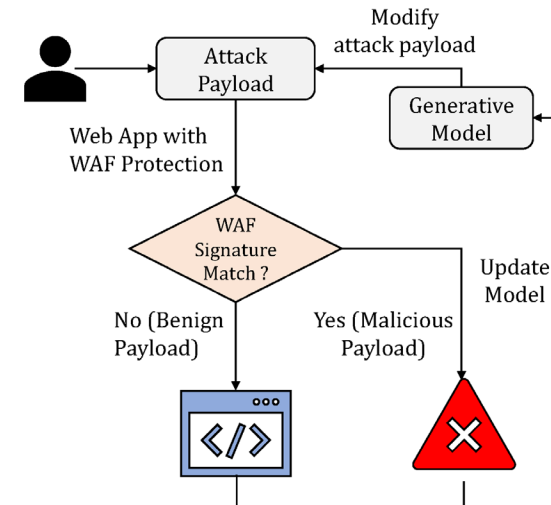 Modify
attack payload
Attack
Payload
Generative
Model
Web App with
WAF Protection
WAF
Signature
Match ?
Update
Model
No (Benign
Payload)
Yes (Malicious
Payload)
</>